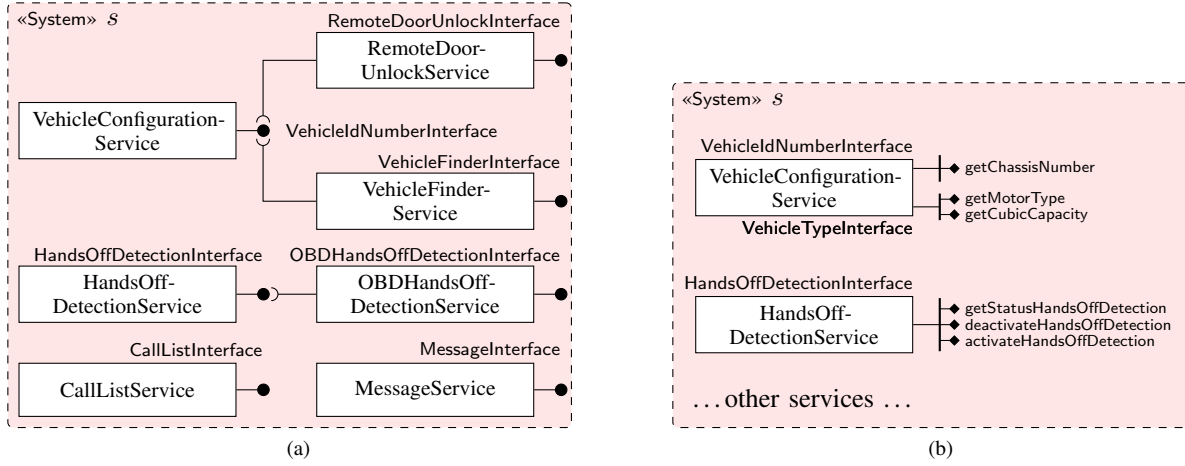 «System» s
RemoteDoorUnlockInterface
RemoteDoor-
UnlockService
VehicleConfiguration-
Service
VehicleIdNumberInterface
VehicleFinderInterface
VehicleFinder-
Service
HandsOffDetectionInterface
HandsOff-
DetectionService
OBDHandsOffDetectionInterface
OBDHandsOff-
DetectionService
CallListInterface
CallListService
MessageInterface
MessageService
(a)
«System» s
VehicleIdNumberInterface
VehicleConfiguration-
Service
VehicleTypeInterface
getChassisNumber
getMotorType
getCubicCapacity
HandsOffDetectionInterface
HandsOff-
DetectionService
getStatusHandsOffDetection
deactivateHandsOffDetection
activateHandsOffDetection
…other services …
(b)